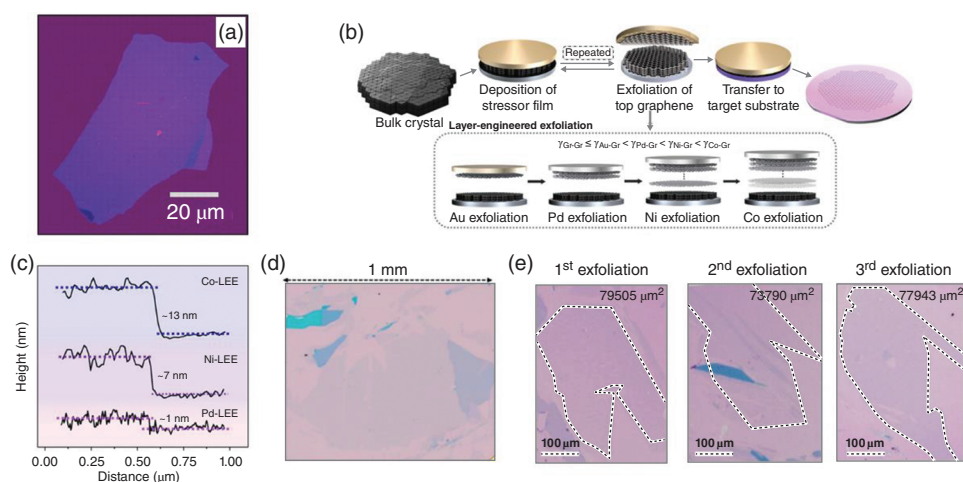 (a)
20 μm
(b)
Bulk crystal
Deposition of
stressor film
Repeated
Exfoliation of
top graphene
Transfer to
target substrate
Layer-engineered exfoliation
γGr-Gr ≤ γAu-Gr < γPd-Gr < γNi-Gr < γCo-Gr
Au exfoliation
Pd exfoliation
Ni exfoliation
Co exfoliation
(c)
Height (nm)
Co-LEE
~13 nm
Ni-LEE
~7 nm
Pd-LEE
~1 nm
0.00 0.25 0.50 0.75 1.00
Distance (μm)
(d)
1 mm
(e)
1st exfoliation
79505 μm²
100 μm
2nd exfoliation
73790 μm²
100 μm
3rd exfoliation
77943 μm²
100 μm